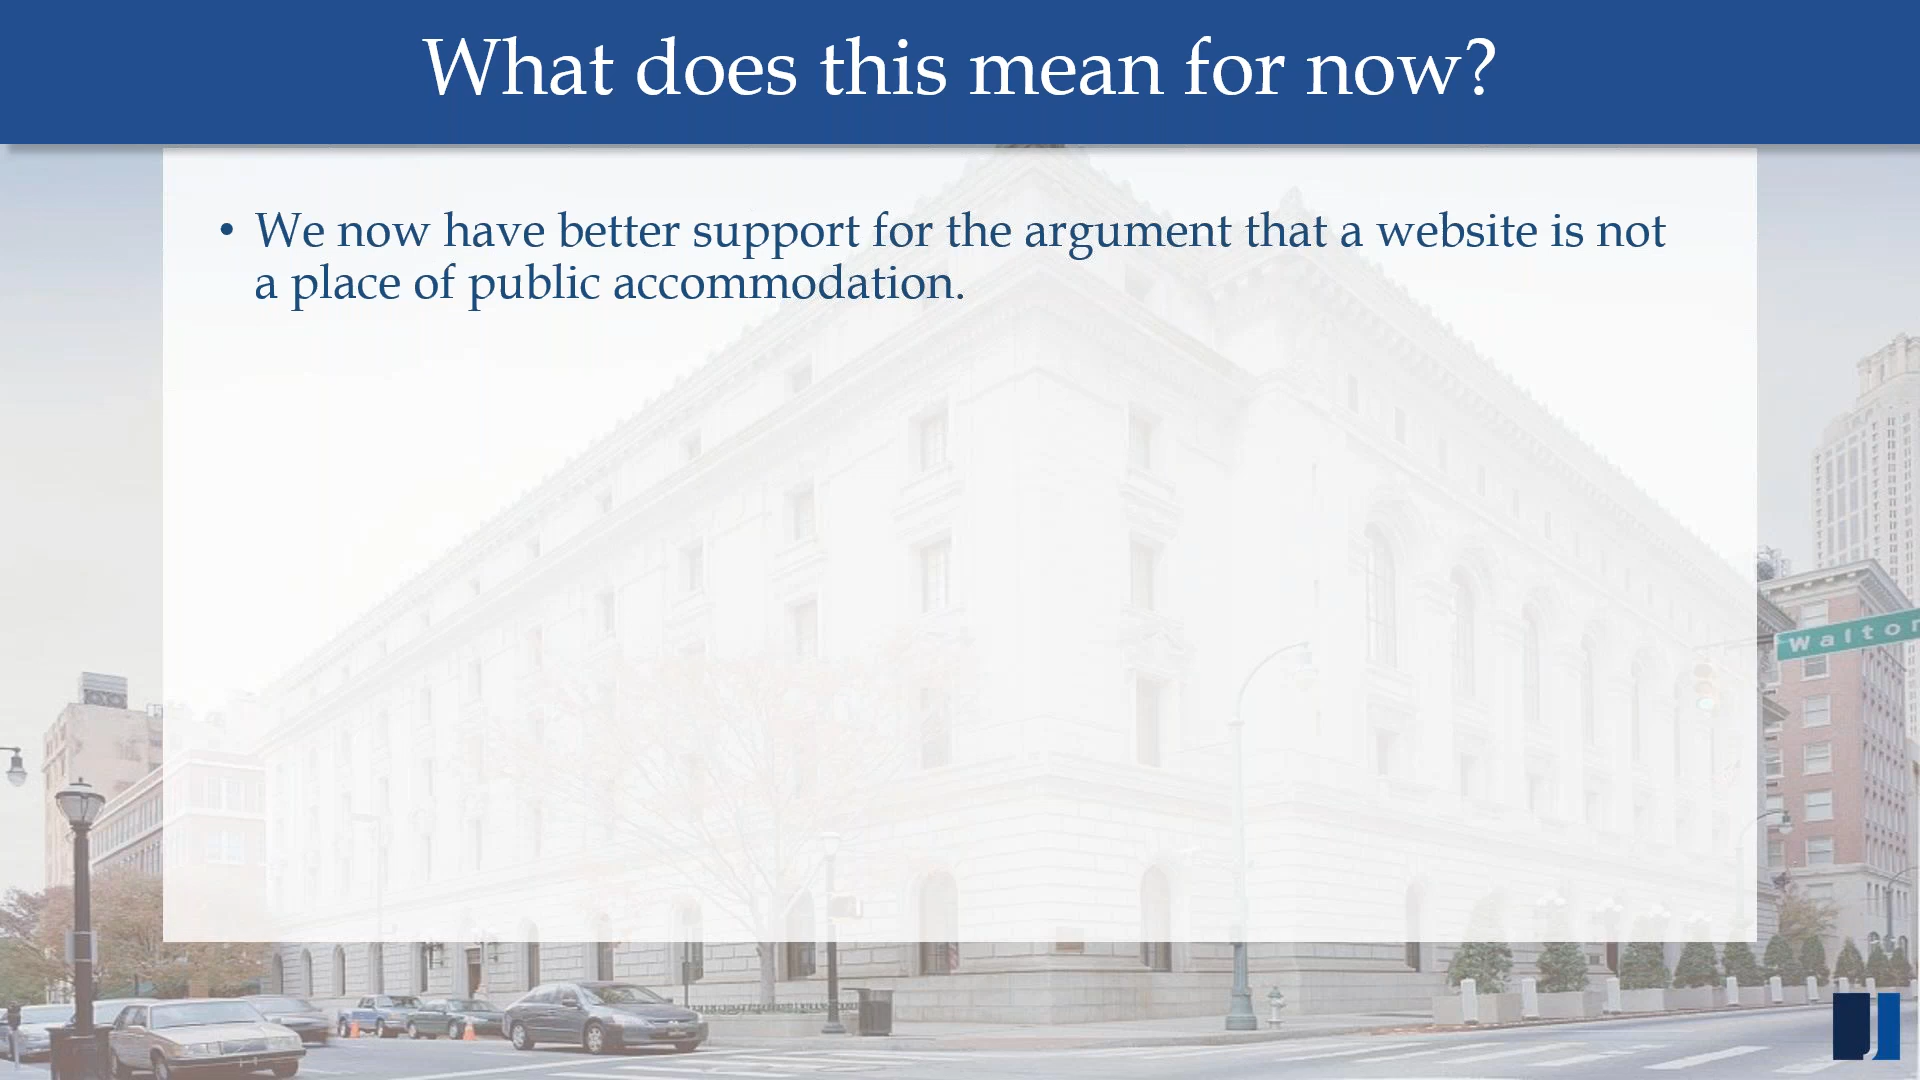 What does this mean for now?
• We now have better support for the argument that a website is not
a place of public accommodation.